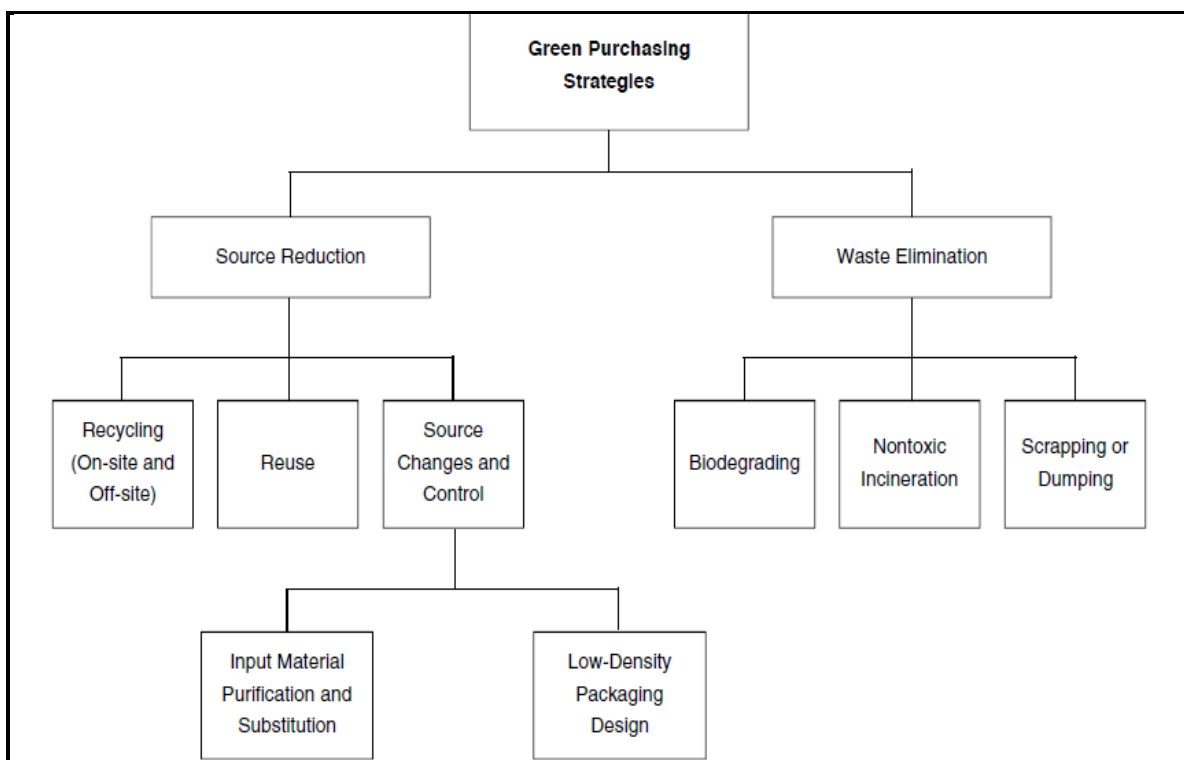 Green Purchasing
Strategies
Source Reduction
Waste Elimination
Recycling
(On-site and
Off-site)
Reuse
Source
Changes and
Control
Biodegrading
Nontoxic
Incineration
Scrapping or
Dumping
Input Material
Purification and
Substitution
Low-Density
Packaging
Design